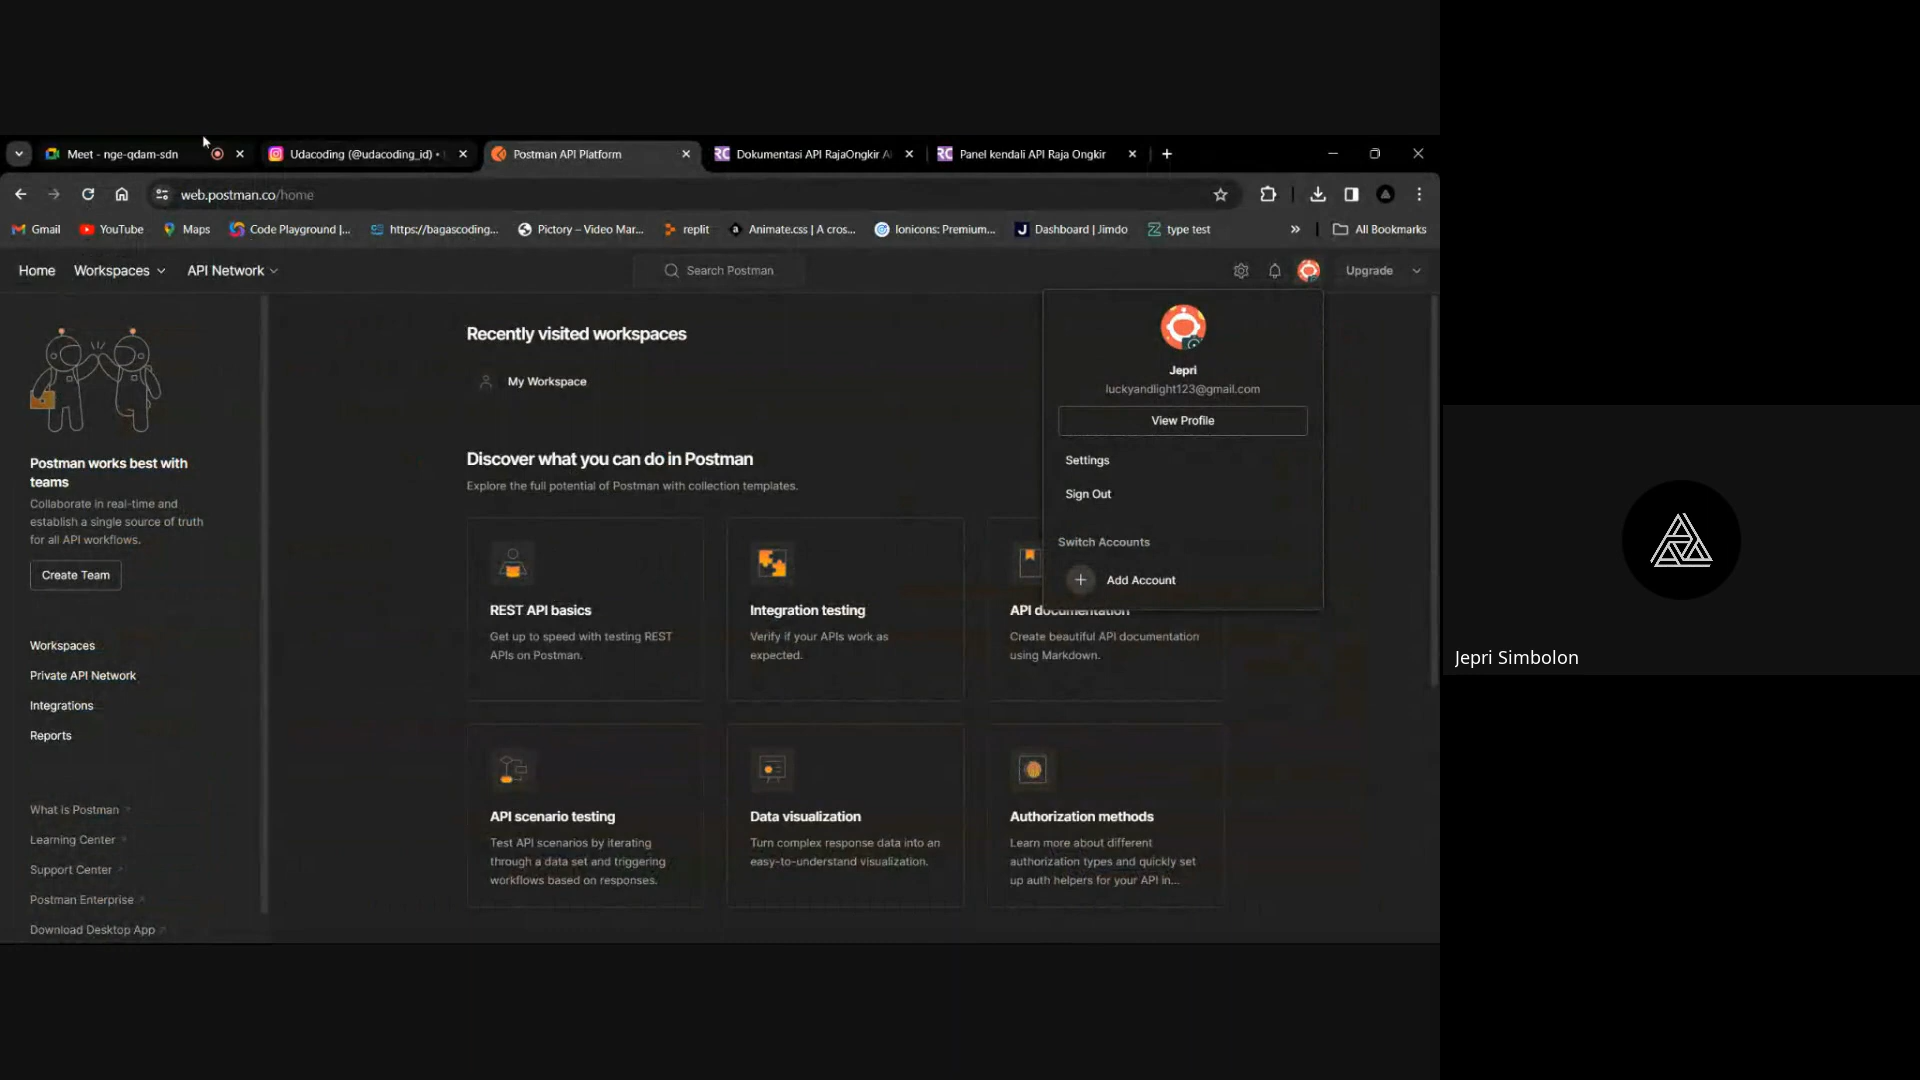 Meet - nge-qdam-sdn
Udacoding (@udacoding_id) •
Postman API Platform
RC Dokumentasi API RajaOngkir A
RC Panel kendali API Raja Ongkir
web.postman.co/home
Gmail
YouTube
Maps
Code Playground |...
https://bagascoding...
Pictory – Video Mar...
replit
Animate.css | A cros...
Ionicons: Premium...
Dashboard | Jimdo
type test
All Bookmarks
Home
Workspaces
API Network
Search Postman
Upgrade
Postman works best with
teams
Collaborate in real-time and
establish a single source of truth
for all API workflows.
Create Team
Workspaces
Private API Network
Integrations
Reports
What is Postman
Learning Center
Support Center
Postman Enterprise
Download Desktop App
Recently visited workspaces
My Workspace
Discover what you can do in Postman
Explore the full potential of Postman with collection templates.
REST API basics
Get up to speed with testing REST
APIs on Postman.
Integration testing
Verify if your APIs work as
expected.
API documentation
Create beautiful API documentation
using Markdown.
API scenario testing
Test API scenarios by iterating
through a data set and triggering
workflows based on responses.
Data visualization
Turn complex response data into an
easy-to-understand visualization.
Authorization methods
Learn more about different
authorization types and quickly set
up auth helpers for your API in...
Jepri
luckyandlight123@gmail.com
View Profile
Settings
Sign Out
Switch Accounts
Add Account
Jepri Simbolon